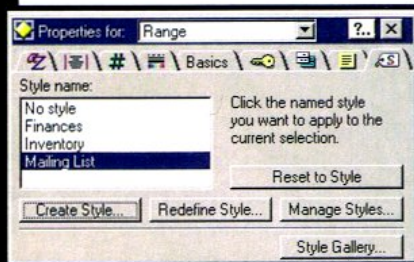 Properties for: Range ?..
# Basics S
Style name:
No style
Finances
Inventory
Mailing List
Click the named style
you want to apply to the
current selection.
Reset to Style
Create Style... Redefine Style... Manage Styles...
Style Gallery...